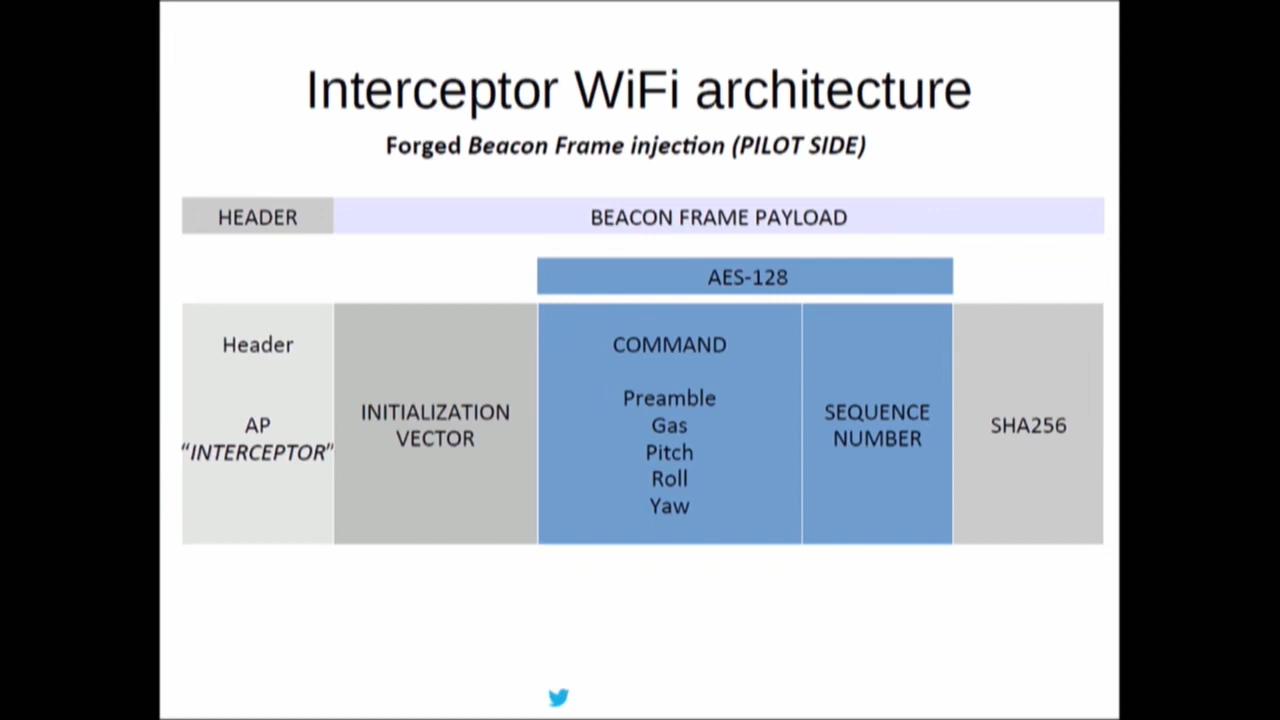 Interceptor WiFi architecture
Forged Beacon Frame injection (PILOT SIDE)
HEADER
BEACON FRAME PAYLOAD
AES-128
Header
AP
“INTERCEPTOR”
INITIALIZATION
VECTOR
COMMAND
Preamble
Gas
Pitch
Roll
Yaw
SEQUENCE
NUMBER
SHA256